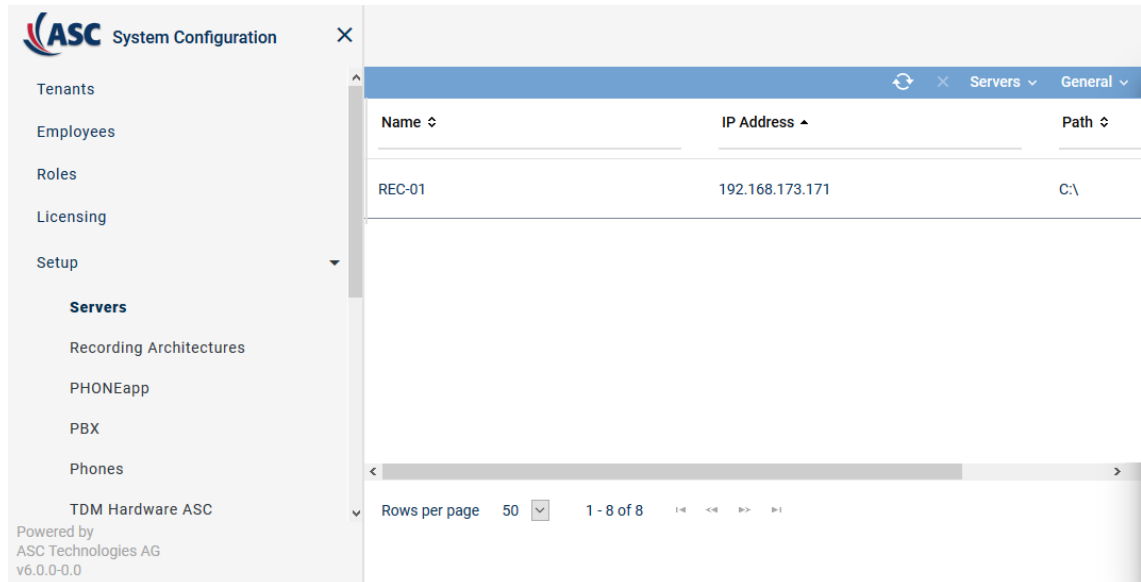 ASC System Configuration
Tenants
Employees
Roles
Licensing
Setup
Servers
Recording Architectures
PHONEapp
PBX
Phones
TDM Hardware ASC
Powered by
ASC Technologies AG
v6.0.0-0.0
Servers General
Name IP Address Path
REC-01 192.168.173.171 C:\
Rows per page 50 1 - 8 of 8